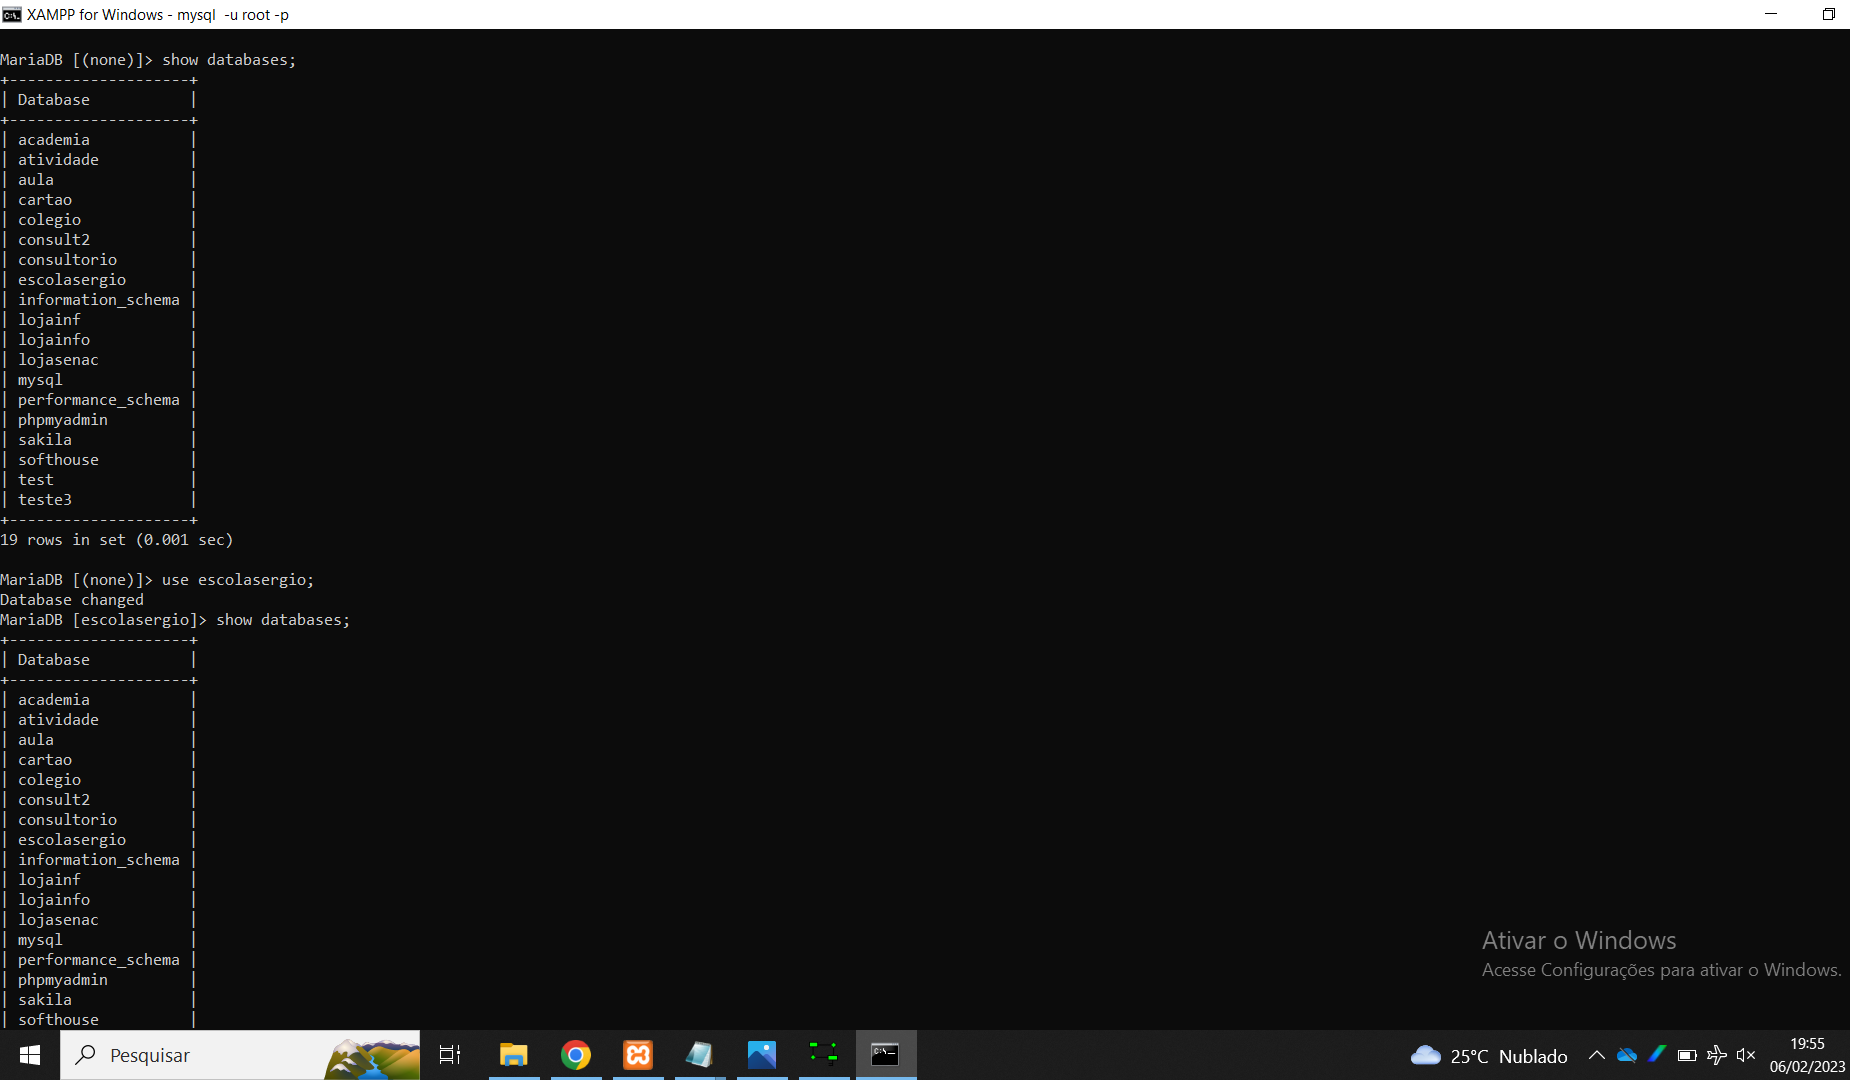 XAMPP for Windows - mysql  -u root -p
MariaDB [(none)]> show databases;
+--------------------+
| Database           |
+--------------------+
| academia           |
| atividade          |
| aula               |
| cartao             |
| colegio            |
| consult2           |
| consultorio        |
| escolasergio       |
| information_schema |
| lojainf            |
| lojainfo           |
| lojasenac          |
| mysql              |
| performance_schema |
| phpmyadmin         |
| sakila             |
| softhouse          |
| test               |
| teste3             |
+--------------------+
19 rows in set (0.001 sec)
MariaDB [(none)]> use escolasergio;
Database changed
MariaDB [escolasergio]> show databases;
+--------------------+
| Database           |
+--------------------+
| academia           |
| atividade          |
| aula               |
| cartao             |
| colegio            |
| consult2           |
| consultorio        |
| escolasergio       |
| information_schema |
| lojainf            |
| lojainfo           |
| lojasenac          |
| mysql              |
| performance_schema |
| phpmyadmin         |
| sakila             |
| softhouse          |
Ativar o Windows
Acesse Configurações para ativar o Windows.
Pesquisar
25°C Nublado
19:55
06/02/2023